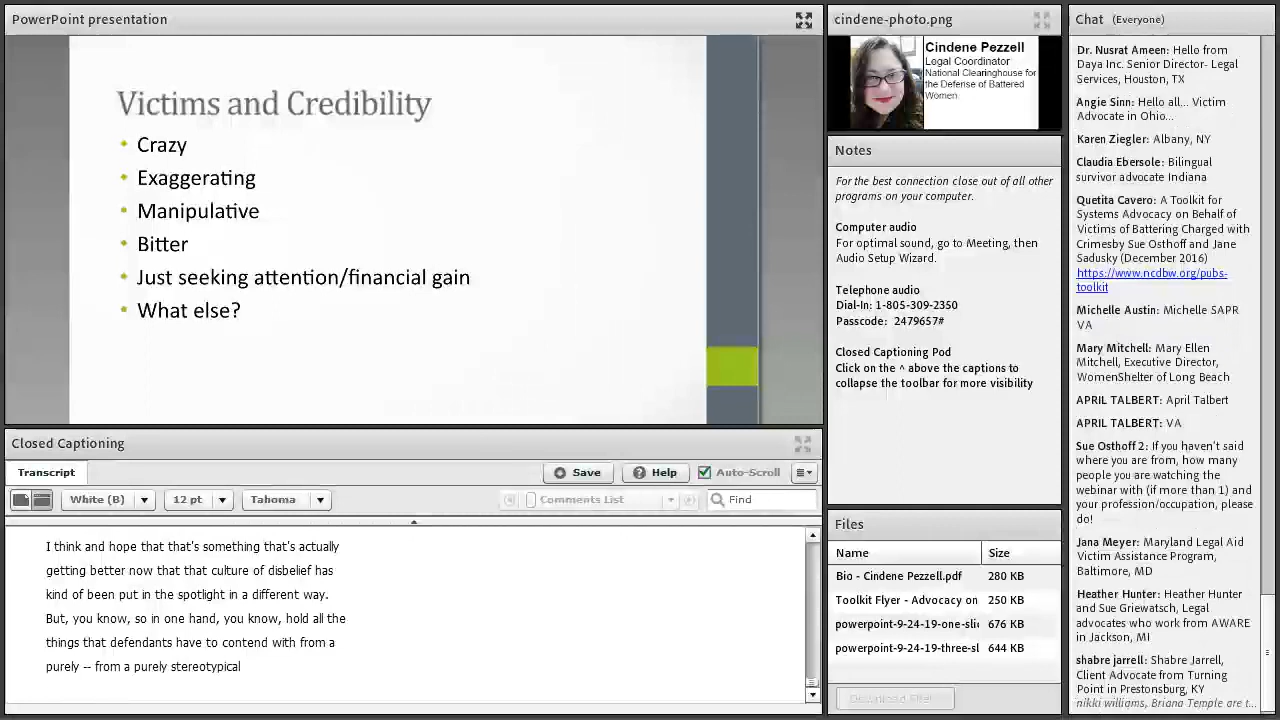 PowerPoint presentation
Victims and Credibility
• Crazy
• Exaggerating
• Manipulative
• Bitter
• Just seeking attention/financial gain
• What else?
Closed Captioning
Transcript
Save
Help
Auto-Scroll
White (B)
12 pt
Tahoma
Comments List
Find
I think and hope that that's something that's actually
getting better now that that culture of disbelief has
kind of been put in the spotlight in a different way.
But, you know, so in one hand, you know, hold all the
things that defendants have to contend with from a
purely -- from a purely stereotypical
cindene-photo.png
Cindene Pezzell
Legal Coordinator
National Clearinghouse for
the Defense of Battered
Women
Notes
For the best connection close out of all other
programs on your computer.
Computer audio
For optimal sound, go to Meeting, then
Audio Setup Wizard.
Telephone audio
Dial-In: 1-805-309-2350
Passcode: 2479657#
Closed Captioning Pod
Click on the ^ above the captions to
collapse the toolbar for more visibility
Files
Name Size
Bio - Cindene Pezzell.pdf 280 KB
Toolkit Flyer - Advocacy on 250 KB
powerpoint-9-24-19-one-sli 676 KB
powerpoint-9-24-19-three-sl 644 KB
Download File
Chat (Everyone)
Dr. Nusrat Ameen: Hello from
Daya Inc. Senior Director- Legal
Services, Houston, TX
Angie Sinn: Hello all... Victim
Advocate in Ohio...
Karen Ziegler: Albany, NY
Claudia Ebersole: Bilingual
survivor advocate Indiana
Quetita Cavero: A Toolkit for
Systems Advocacy on Behalf of
Victims of Battering Charged with
Crimesby Sue Osthoff and Jane
Sadusky (December 2016)
https://www.ncdbw.org/pubs-
toolkit
Michelle Austin: Michelle SAPR
VA
Mary Mitchell: Mary Ellen
Mitchell, Executive Director,
WomenShelter of Long Beach
APRIL TALBERT: April Talbert
APRIL TALBERT: VA
Sue Osthoff 2: If you haven't said
where you are from, how many
people you are watching the
webinar with (if more than 1) and
your profession/occupation, please
do!
Jana Meyer: Maryland Legal Aid
Victim Assistance Program,
Baltimore, MD
Heather Hunter: Heather Hunter
and Sue Griewatsch, Legal
advocates who work from AWARE
in Jackson, MI
shabre jarrell: Shabre Jarrell,
Client Advocate from Turning
Point in Prestonsburg, KY
nikki williams, Briana Temple are t...